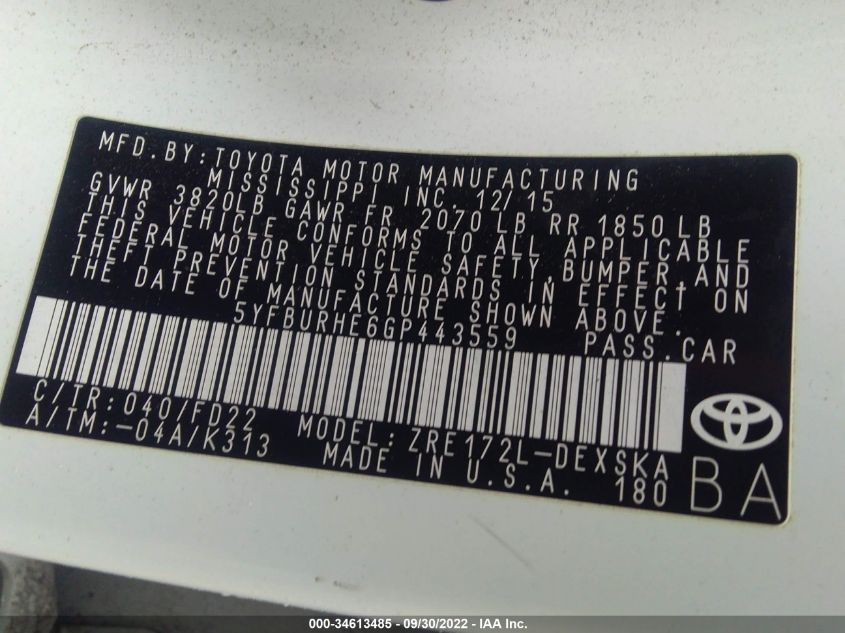 MFD.BY:TOYOTA MOTOR MANUFACTURING
MISSISSIPPI INC. 12/15
GVWR 3820LB GAWR FR 2070 LB RR 1850 LB
THIS VEHICLE CONFORMS TO ALL APPLICABLE
FEDERAL MOTOR VEHICLE SAFETY,BUMPER,AND
THEFT PREVENTION STANDARDS IN EFFECT ON
THE DATE OF MANUFACTURE SHOWN ABOVE.
5YFBURHE6GP443559 PASS.CAR
C/TR:040/FD22 MODEL:ZRE172L-DEXSKA
A/TM:-04A/K313 MADE IN U.S.A. 180
BA
000-34613485 - 09/30/2022 - IAA Inc.